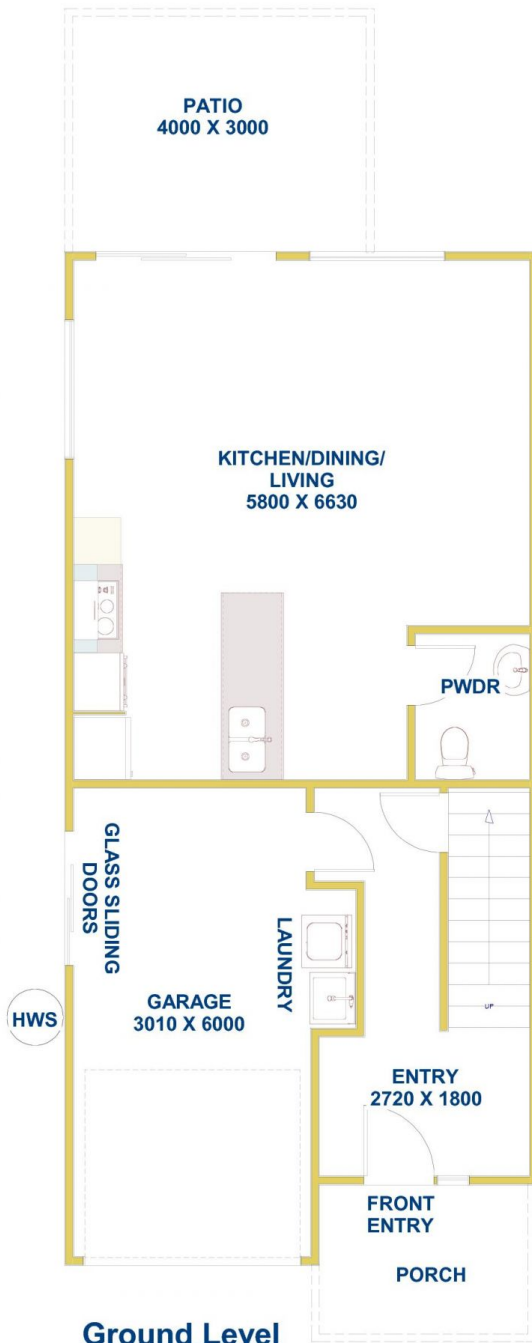 PATIO
4000 X 3000
KITCHEN/DINING/
LIVING
5800 X 6630
PWDR
GLASS SLIDING
DOORS
LAUNDRY
GARAGE
3010 X 6000
HWS
UP
ENTRY
2720 X 1800
FRONT
ENTRY
PORCH
Ground Level